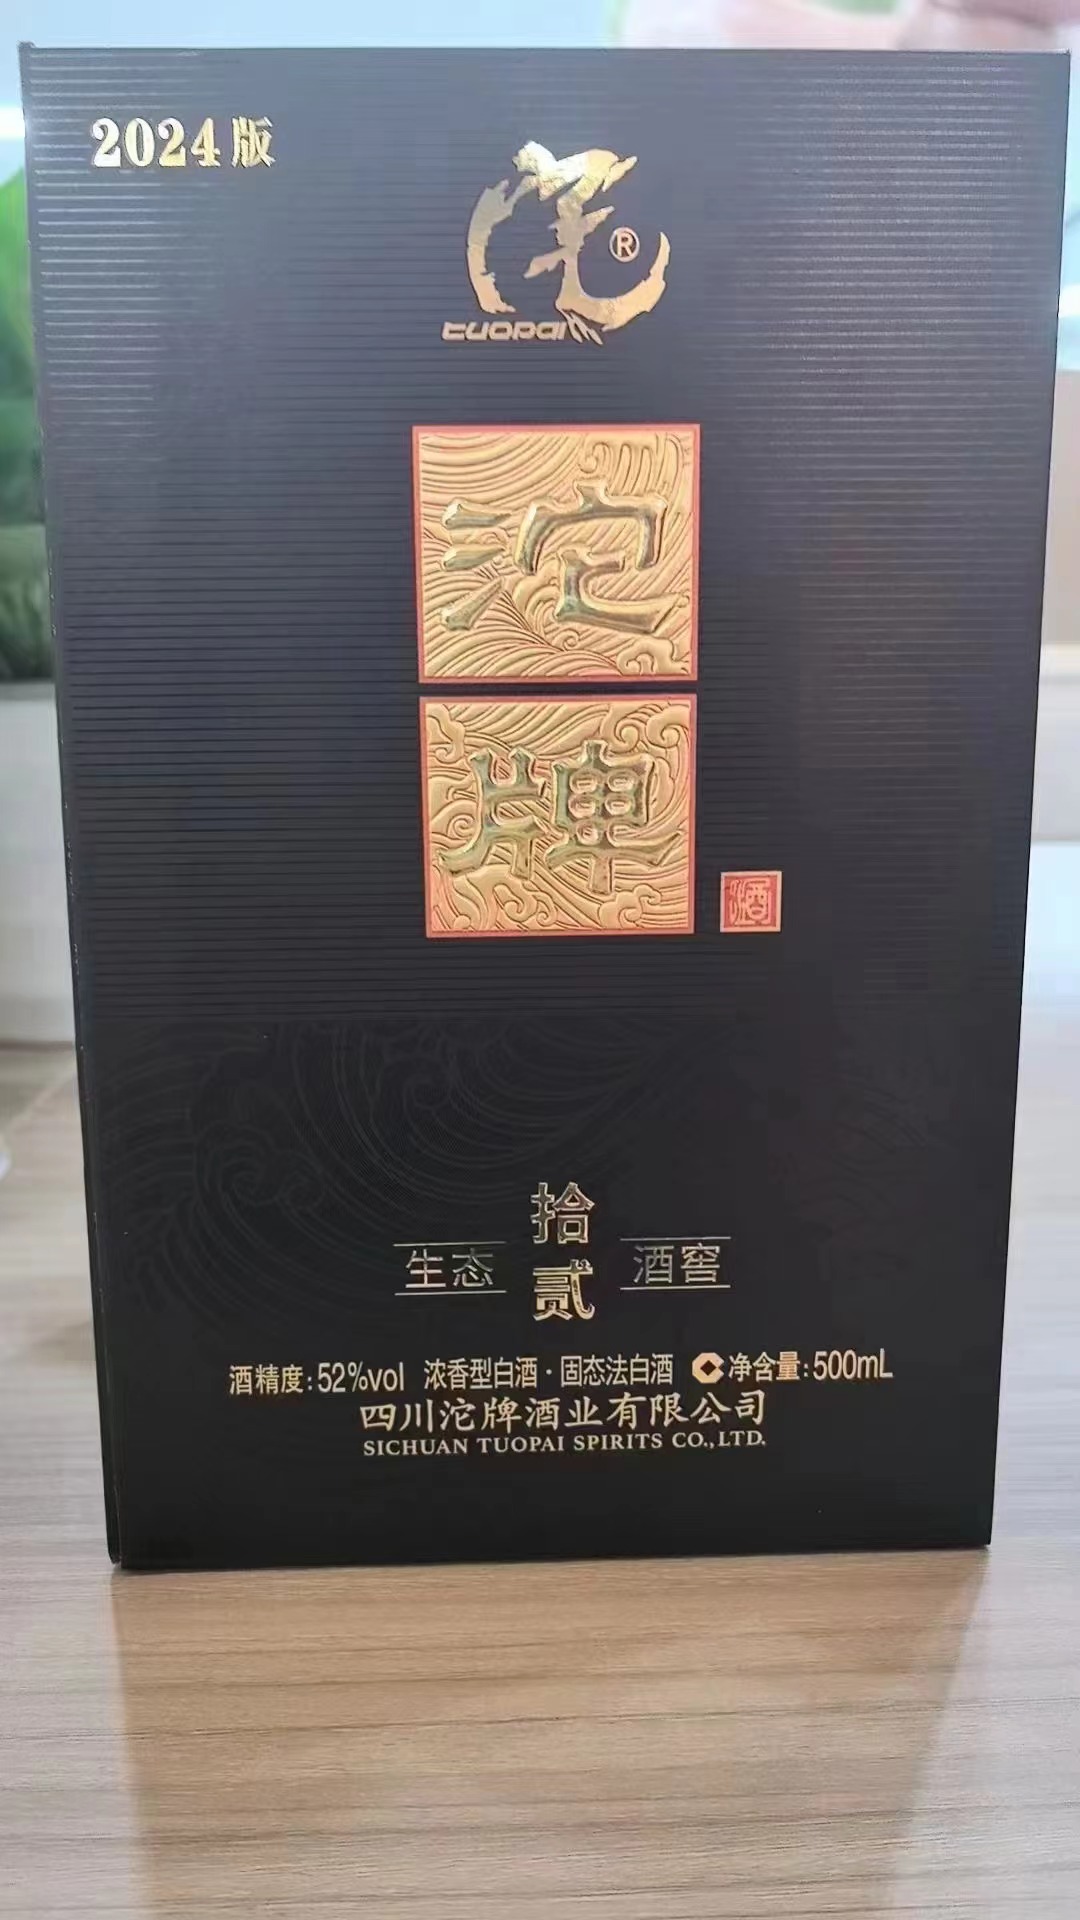 2024版
®
tuopai
沱
牌
酒
拾
生态 酒窖
贰
酒精度:52%vol 浓香型白酒·固态法白酒 净含量:500mL
四川沱牌酒业有限公司
SICHUAN TUOPAI SPIRITS CO.,LTD.